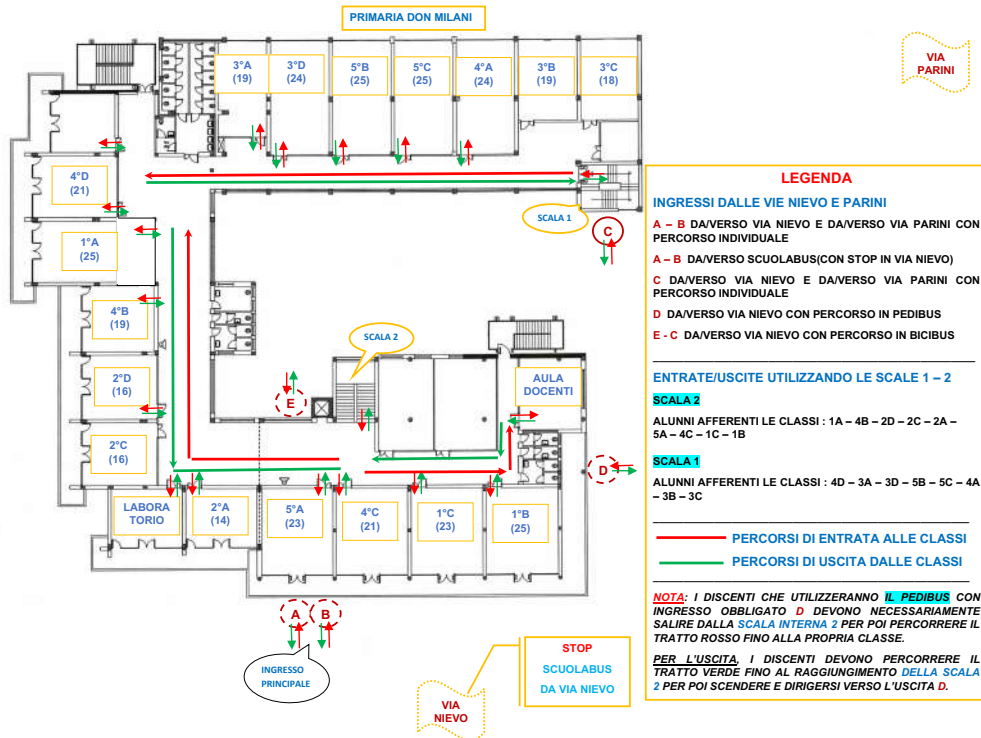 PRIMARIA DON MILANI
VIA
PARINI
3°A
(19)
3°D
(24)
5°B
(25)
5°C
(25)
4°A
(24)
3°B
(19)
3°C
(18)
4°D
(21)
1°A
(25)
4°B
(19)
2°D
(16)
2°C
(16)
SCALA 1
C
SCALA 2
E
AULA
DOCENTI
D
LABORA
TORIO
2°A
(14)
5°A
(23)
4°C
(21)
1°C
(23)
1°B
(25)
A
B
INGRESSO
PRINCIPALE
VIA
NIEVO
STOP
SCUOLABUS
DA VIA NIEVO
LEGENDA
INGRESSI DALLE VIE NIEVO E PARINI
A – B DA/VERSO VIA NIEVO E DA/VERSO VIA PARINI CON
PERCORSO INDIVIDUALE
A – B DA/VERSO SCUOLABUS(CON STOP IN VIA NIEVO)
C DA/VERSO VIA NIEVO E DA/VERSO VIA PARINI CON
PERCORSO INDIVIDUALE
D DA/VERSO VIA NIEVO CON PERCORSO IN PEDIBUS
E - C DA/VERSO VIA NIEVO CON PERCORSO IN BICIBUS
ENTRATE/USCITE UTILIZZANDO LE SCALE 1 – 2
SCALA 2
ALUNNI AFFERENTI LE CLASSI : 1A – 4B – 2D – 2C – 2A –
5A – 4C – 1C – 1B
SCALA 1
ALUNNI AFFERENTI LE CLASSI : 4D – 3A – 3D – 5B – 5C – 4A
– 3B – 3C
PERCORSI DI ENTRATA ALLE CLASSI
PERCORSI DI USCITA DALLE CLASSI
NOTA: I DISCENTI CHE UTILIZZERANNO IL PEDIBUS CON
INGRESSO OBBLIGATO D DEVONO NECESSARIAMENTE
SALIRE DALLA SCALA INTERNA 2 PER POI PERCORRERE IL
TRATTO ROSSO FINO ALLA PROPRIA CLASSE.
PER L'USCITA, I DISCENTI DEVONO PERCORRERE IL
TRATTO VERDE FINO AL RAGGIUNGIMENTO DELLA SCALA
2 PER POI SCENDERE E DIRIGERSI VERSO L'USCITA D.